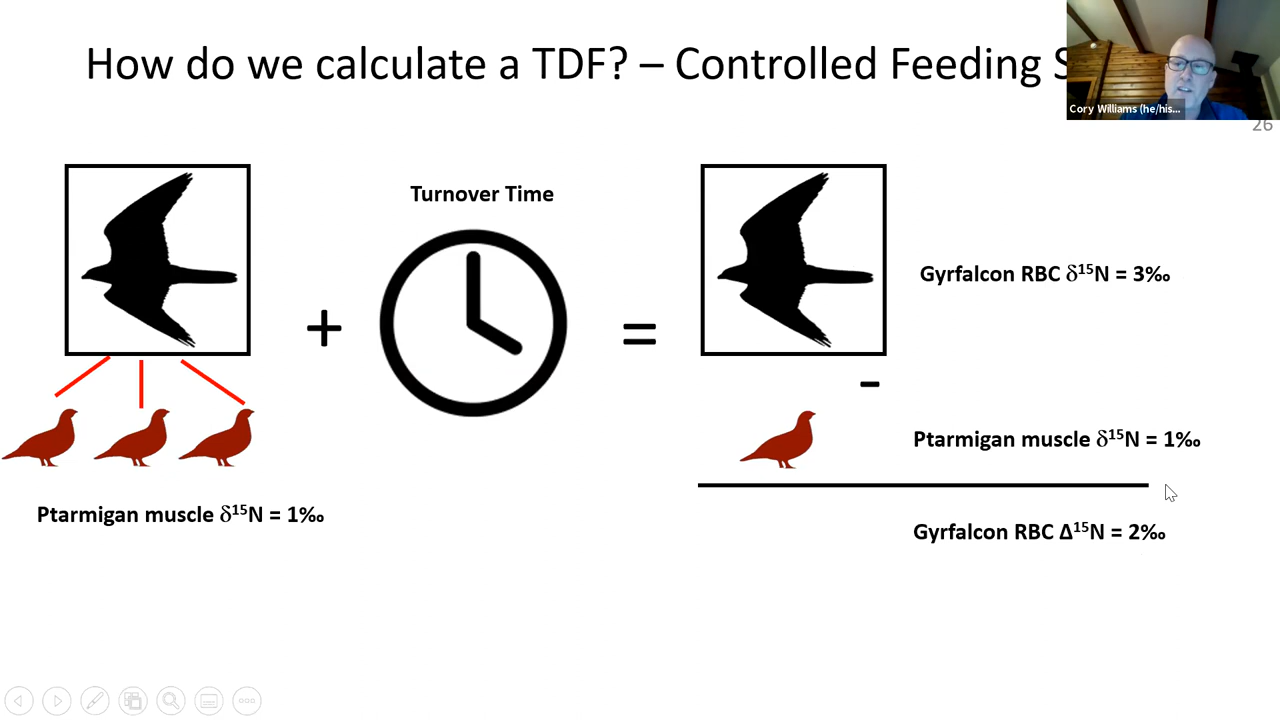 How do we calculate a TDF? – Controlled Feeding S
Cory Williams (he/his...
26
Turnover Time
+
=
Gyrfalcon RBC δ¹⁵N = 3‰
-
Ptarmigan muscle δ¹⁵N = 1‰
Ptarmigan muscle δ¹⁵N = 1‰
Gyrfalcon RBC Δ¹⁵N = 2‰